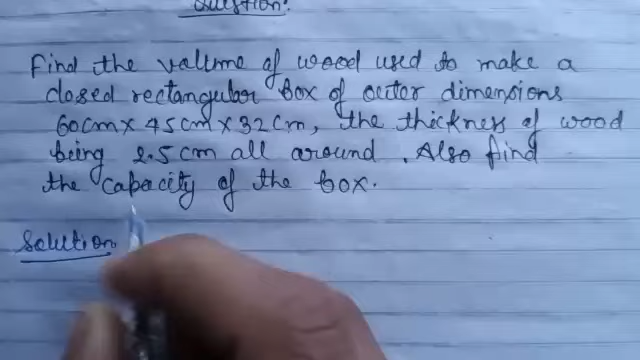 Question:
Find the volume of wood used to make a
closed rectangular box of outer dimensions
60cm x 45cm x 32cm, the thickness of wood
being 2.5cm all around. Also find
the capacity of the box.
Solution